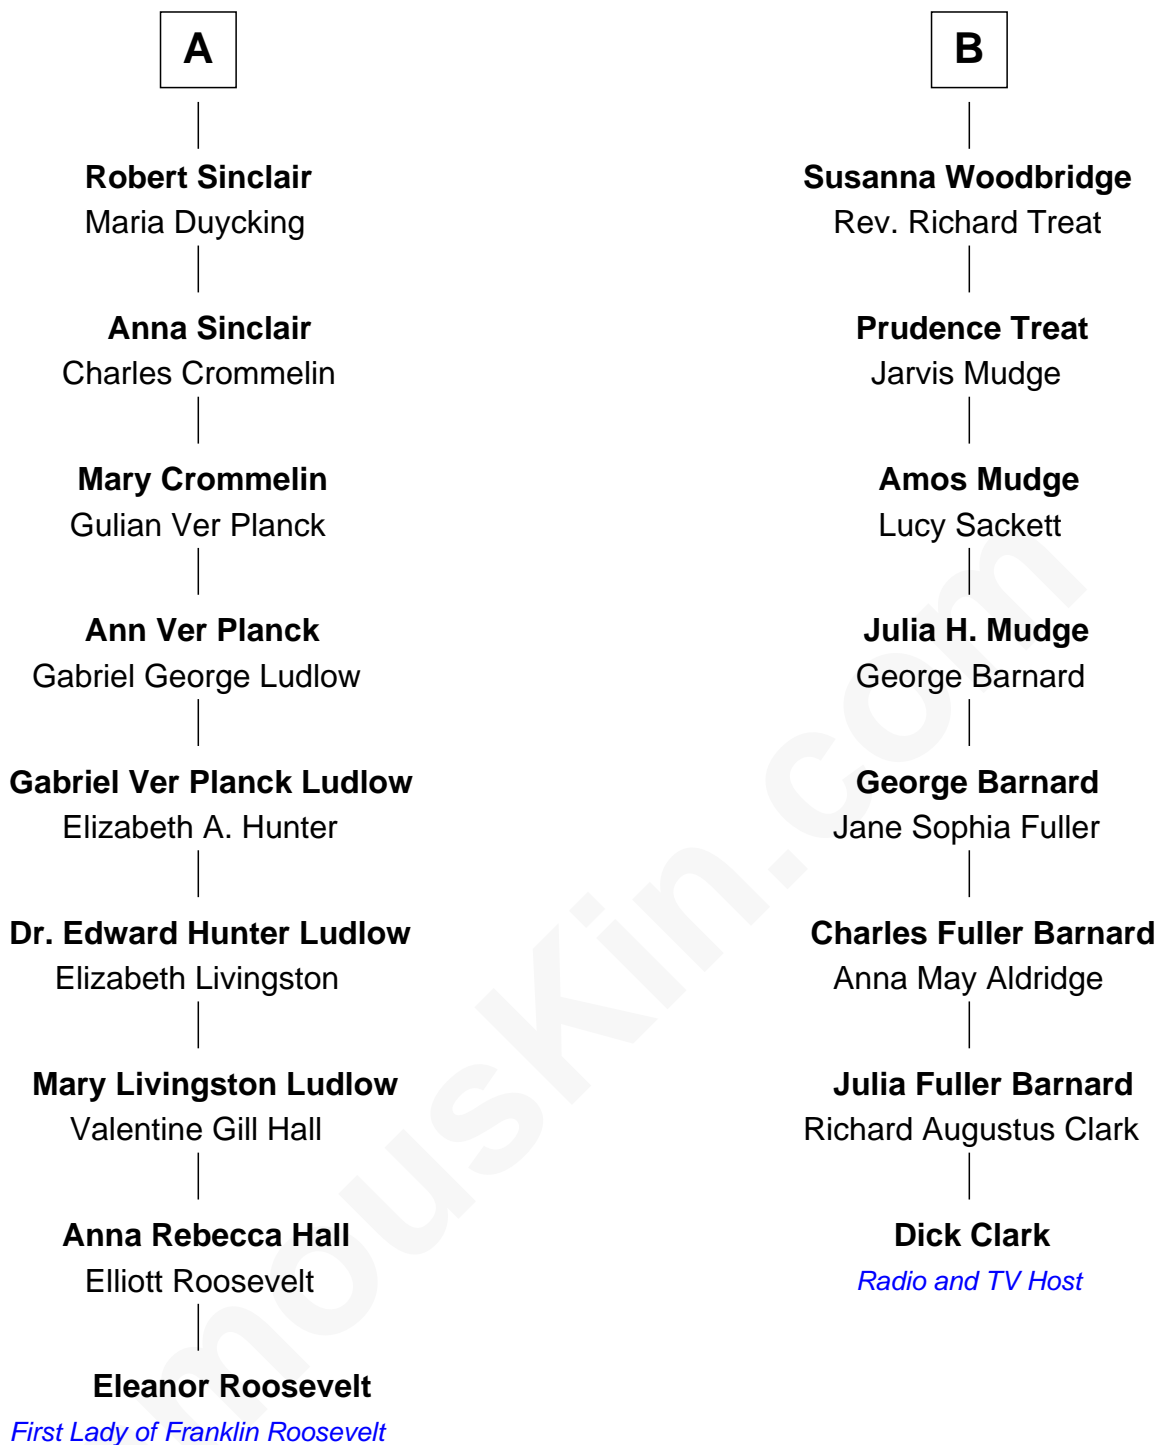 A
Robert Sinclair
Maria Duycking
Anna Sinclair
Charles Crommelin
Mary Crommelin
Gulian Ver Planck
Ann Ver Planck
Gabriel George Ludlow
Gabriel Ver Planck Ludlow
Elizabeth A. Hunter
Dr. Edward Hunter Ludlow
Elizabeth Livingston
Mary Livingston Ludlow
Valentine Gill Hall
Anna Rebecca Hall
Elliott Roosevelt
Eleanor Roosevelt
First Lady of Franklin Roosevelt
B
Susanna Woodbridge
Rev. Richard Treat
Prudence Treat
Jarvis Mudge
Amos Mudge
Lucy Sackett
Julia H. Mudge
George Barnard
George Barnard
Jane Sophia Fuller
Charles Fuller Barnard
Anna May Aldridge
Julia Fuller Barnard
Richard Augustus Clark
Dick Clark
Radio and TV Host
mousKin.com